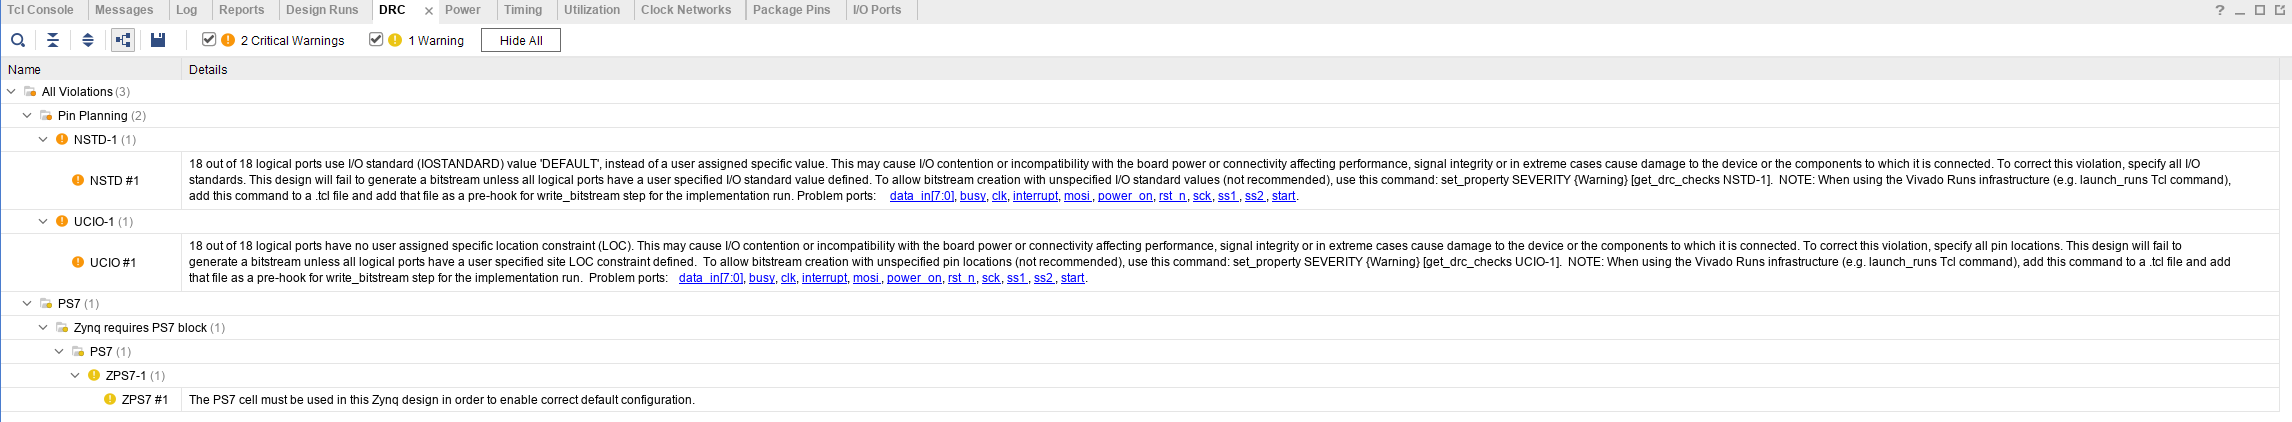 Tcl Console Messages Log Reports Design Runs DRC × Power Timing Utilization Clock Networks Package Pins I/O Ports ?
2 Critical Warnings 1 Warning Hide All
Name Details
All Violations (3)
Pin Planning (2)
NSTD-1 (1)
NSTD #1
18 out of 18 logical ports use I/O standard (IOSTANDARD) value 'DEFAULT', instead of a user assigned specific value. This may cause I/O contention or incompatibility with the board power or connectivity affecting performance, signal integrity or in extreme cases cause damage to the device or the components to which it is connected. To correct this violation, specify all I/O
standards. This design will fail to generate a bitstream unless all logical ports have a user specified I/O standard value defined. To allow bitstream creation with unspecified I/O standard values (not recommended), use this command: set_property SEVERITY {Warning} [get_drc_checks NSTD-1].  NOTE: When using the Vivado Runs infrastructure (e.g. launch_runs Tcl command),
add this command to a .tcl file and add that file as a pre-hook for write_bitstream step for the implementation run. Problem ports: data_in[7:0], busy, clk, interrupt, mosi, power_on, rst_n, sck, ss1, ss2, start.
UCIO-1 (1)
UCIO #1
18 out of 18 logical ports have no user assigned specific location constraint (LOC). This may cause I/O contention or incompatibility with the board power or connectivity affecting performance, signal integrity or in extreme cases cause damage to the device or the components to which it is connected. To correct this violation, specify all pin locations. This design will fail to
generate a bitstream unless all logical ports have a user specified site LOC constraint defined.  To allow bitstream creation with unspecified pin locations (not recommended), use this command: set_property SEVERITY {Warning} [get_drc_checks UCIO-1].  NOTE: When using the Vivado Runs infrastructure (e.g. launch_runs Tcl command), add this command to a .tcl file and add
that file as a pre-hook for write_bitstream step for the implementation run.  Problem ports: data_in[7:0], busy, clk, interrupt, mosi, power_on, rst_n, sck, ss1, ss2, start.
PS7 (1)
Zynq requires PS7 block (1)
PS7 (1)
ZPS7-1 (1)
ZPS7 #1 The PS7 cell must be used in this Zynq design in order to enable correct default configuration.